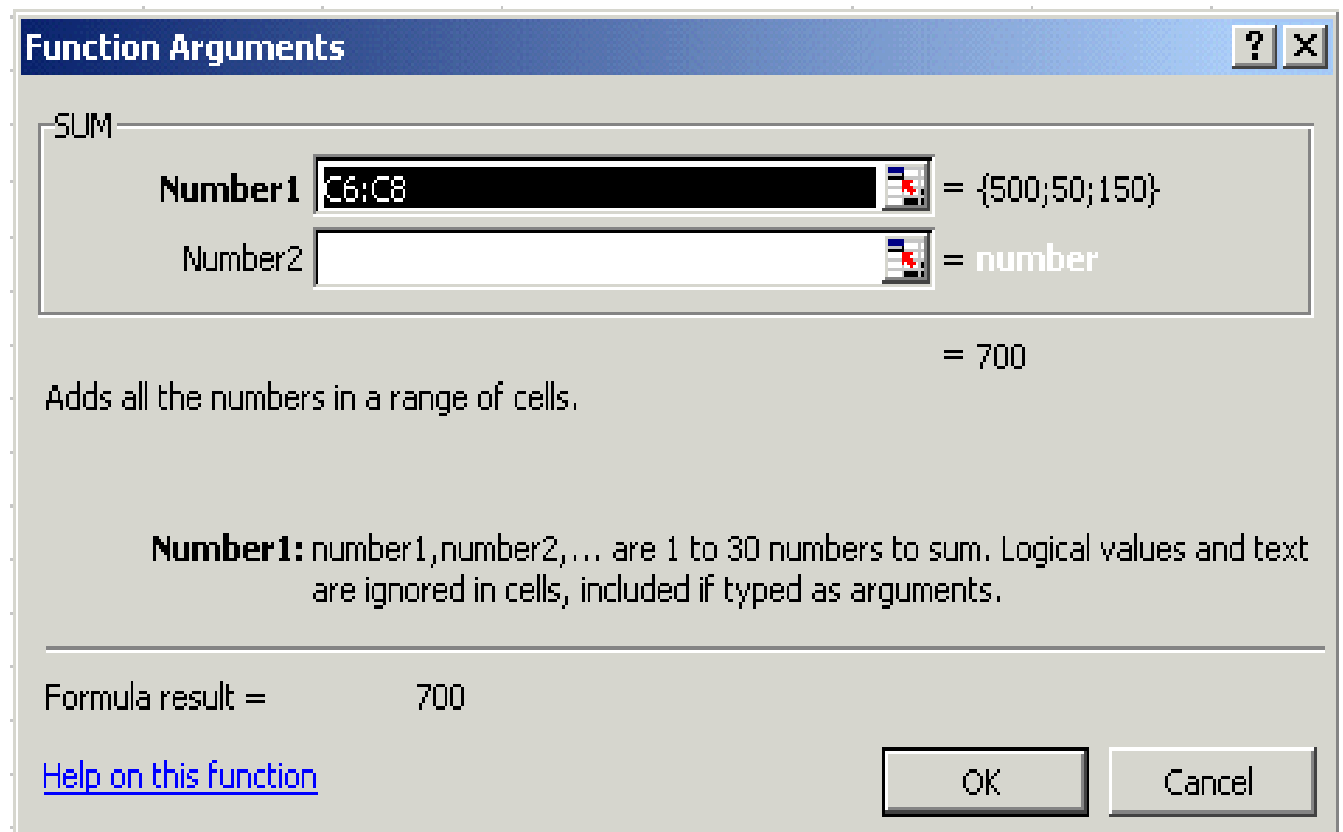 Function Arguments
SUM
Number1 C6:C8 = {500;50;150}
Number2 = number
= 700
Adds all the numbers in a range of cells.
Number1: number1,number2,... are 1 to 30 numbers to sum. Logical values and text
are ignored in cells, included if typed as arguments.
Formula result = 700
Help on this function OK Cancel